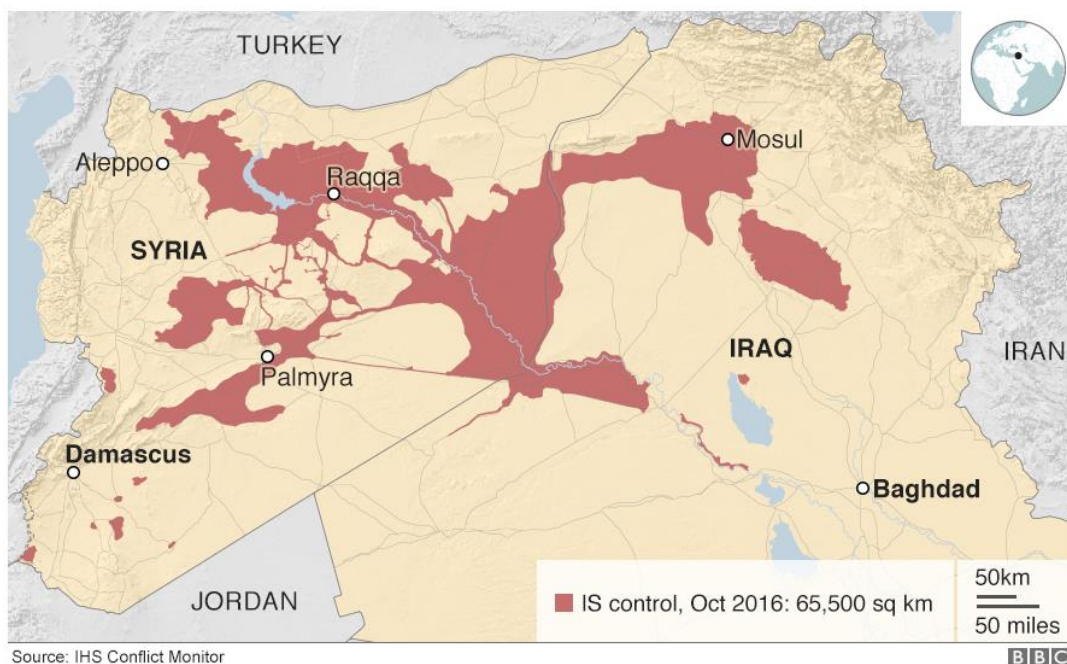 TURKEY
Aleppo
Mosul
Raqqa
SYRIA
IRAQ
IRAN
Palmyra
Damascus
Baghdad
JORDAN
IS control, Oct 2016: 65,500 sq km
50km
50 miles
Source: IHS Conflict Monitor
BBC